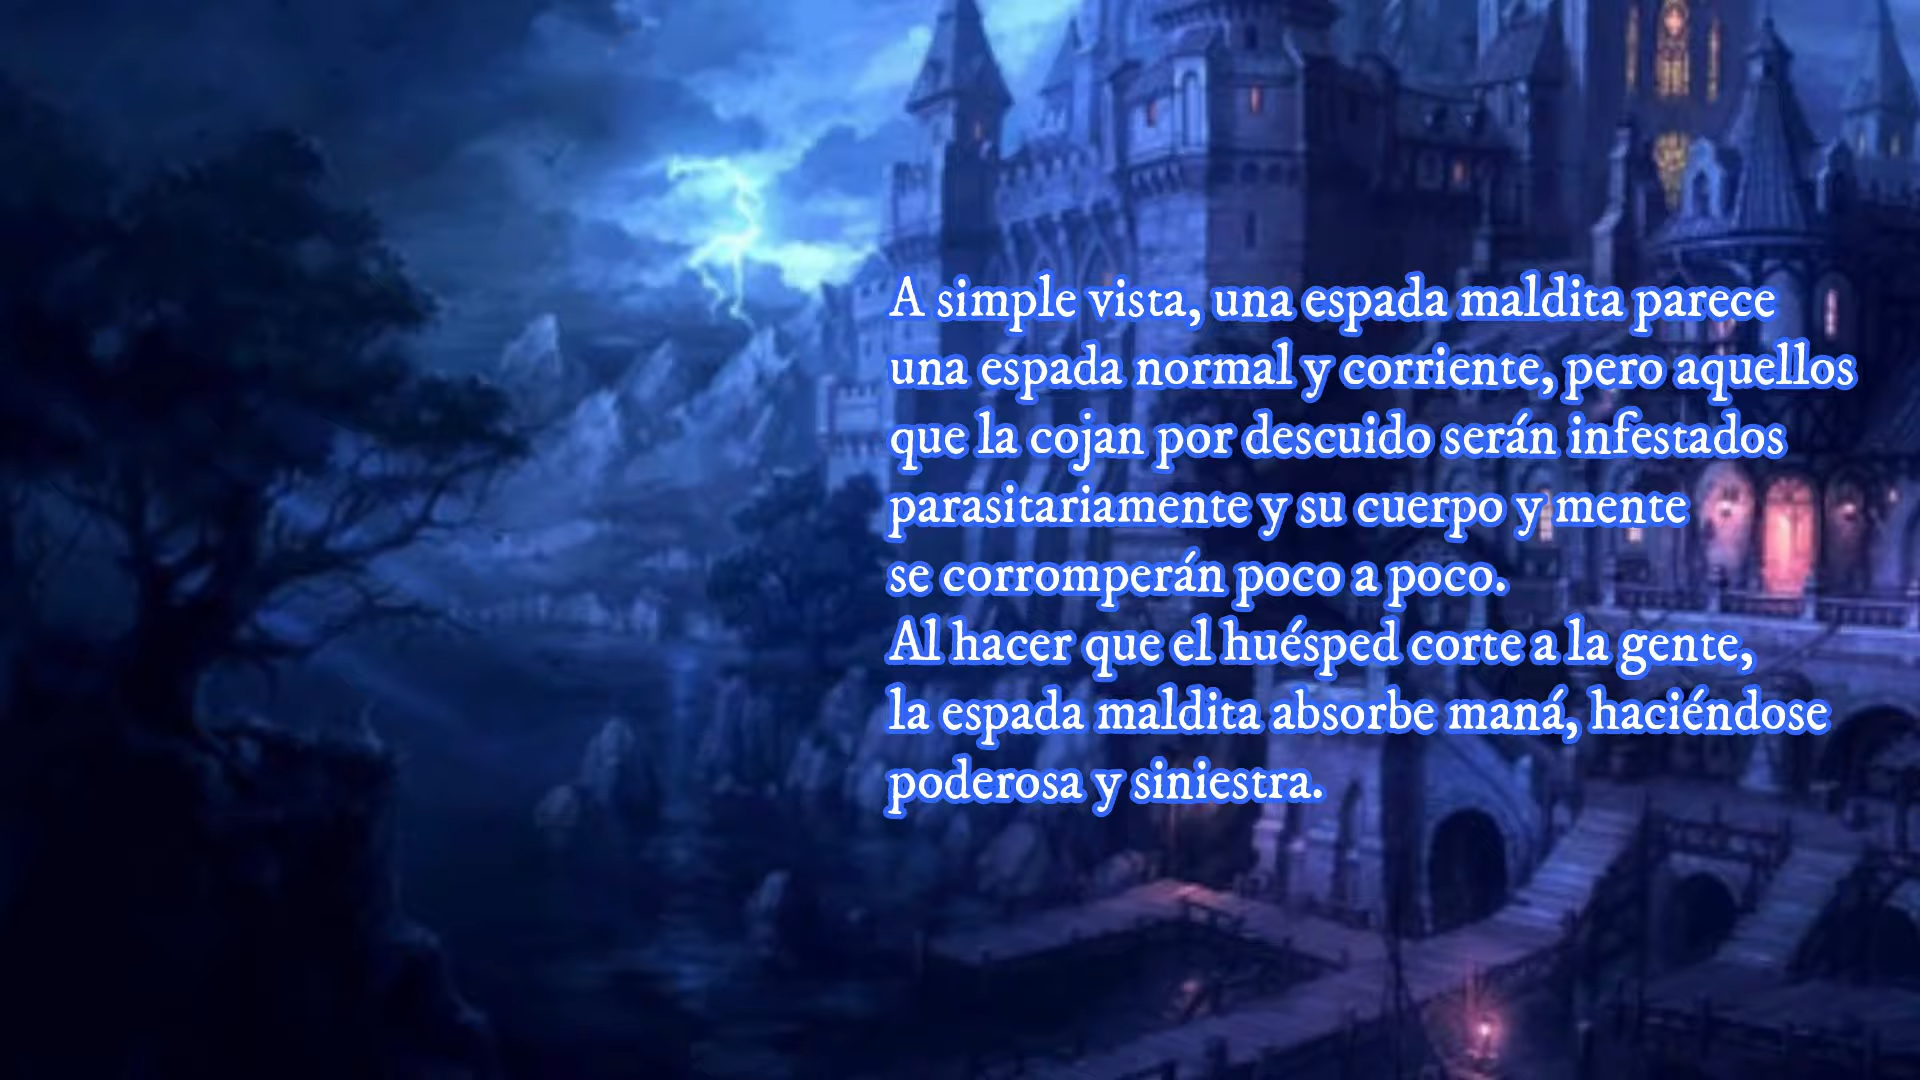 A simple vista, una espada maldita parece
una espada normal y corriente, pero aquellos
que la cojan por descuido serán infestados
parasitariamente y su cuerpo y mente
se corromperán poco a poco.
Al hacer que el huésped corte a la gente,
la espada maldita absorbe maná, haciéndose
poderosa y siniestra.